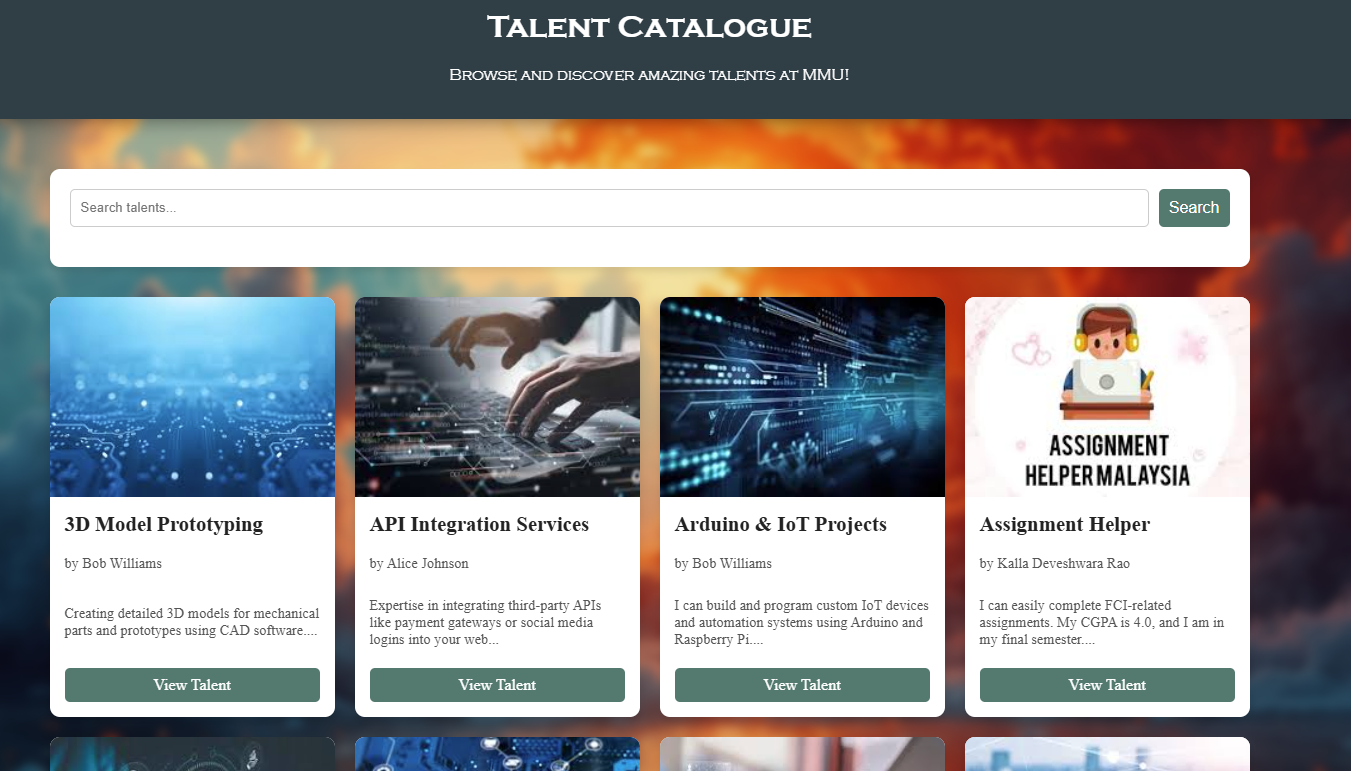 Talent Catalogue
Browse and discover amazing talents at MMU!
Search talents...
Search
3D Model Prototyping
by Bob Williams
Creating detailed 3D models for mechanical
parts and prototypes using CAD software....
View Talent
API Integration Services
by Alice Johnson
Expertise in integrating third-party APIs
like payment gateways or social media
logins into your web...
View Talent
Arduino & IoT Projects
by Bob Williams
I can build and program custom IoT devices
and automation systems using Arduino and
Raspberry Pi....
View Talent
ASSIGNMENT
HELPER MALAYSIA
Assignment Helper
by Kalla Deveshwara Rao
I can easily complete FCI-related
assignments. My CGPA is 4.0, and I am in
my final semester....
View Talent